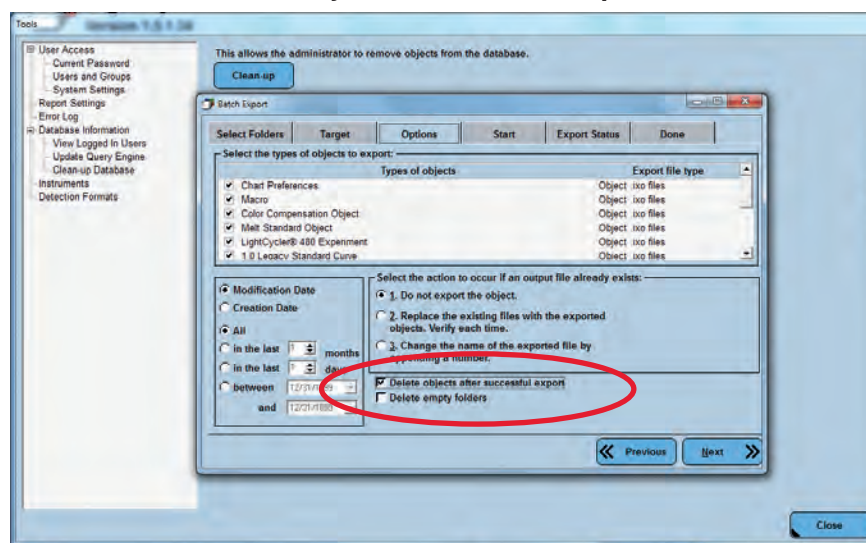 Tools
User Access
Current Password
Users and Groups
System Settings
Report Settings
Error Log
Database Information
View Logged In Users
Update Query Engine
Clean-up Database
Instruments
Detection Formats
This allows the administrator to remove objects from the database.
Clean-up
Batch Export
Select Folders Target Options Start Export Status Done
Select the types of objects to export:
Types of objects Export file type
Chart Preferences Object .ixo files
Macro Object .ixo files
Color Compensation Object Object .ixo files
Melt Standard Object Object .ixo files
LightCycler® 480 Experiment Object .ixo files
1.0 Legacy Standard Curve Object .ixo files
Modification Date
Creation Date
All
in the last 1 months
in the last 1 days
between
and
Select the action to occur if an output file already exists:
1. Do not export the object.
2. Replace the existing files with the exported
objects. Verify each time.
3. Change the name of the exported file by
appending a number.
Delete objects after successful export
Delete empty folders
Previous Next
Close